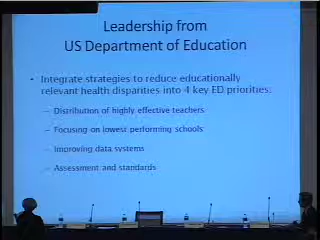 Leadership from
US Department of Education
• Integrate strategies to reduce educationally
relevant health disparities into 4 key ED priorities:
– Distribution of highly effective teachers
– Focusing on lowest performing schools
– Improving data systems
– Assessment and standards